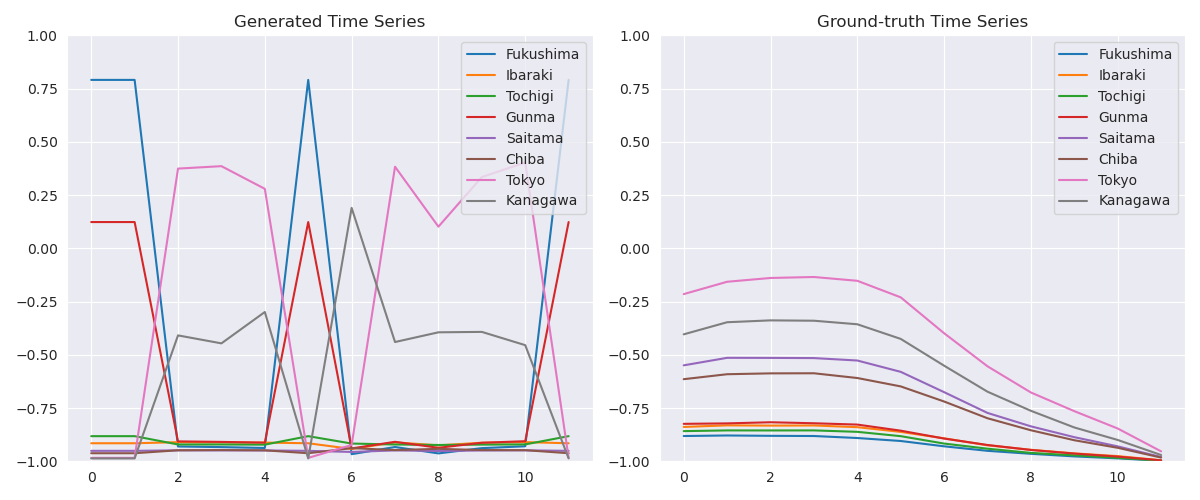 Generated Time Series
1.00
0.75
0.50
0.25
0.00
−0.25
−0.50
−0.75
−1.00
0 2 4 6 8 10
Fukushima
Ibaraki
Tochigi
Gunma
Saitama
Chiba
Tokyo
Kanagawa
Ground-truth Time Series
1.00
0.75
0.50
0.25
0.00
−0.25
−0.50
−0.75
−1.00
0 2 4 6 8 10
Fukushima
Ibaraki
Tochigi
Gunma
Saitama
Chiba
Tokyo
Kanagawa